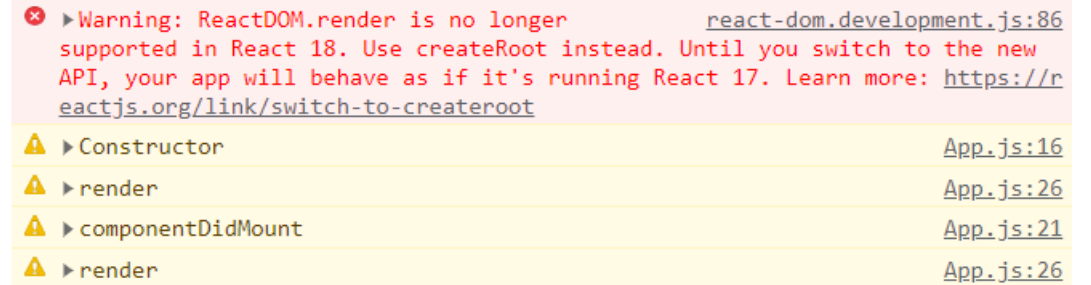 Warning: ReactDOM.render is no longer react-dom.development.js:86
supported in React 18. Use createRoot instead. Until you switch to the new
API, your app will behave as if it's running React 17. Learn more: https://r
eactjs.org/link/switch-to-createroot
Constructor App.js:16
render App.js:26
componentDidMount App.js:21
render App.js:26